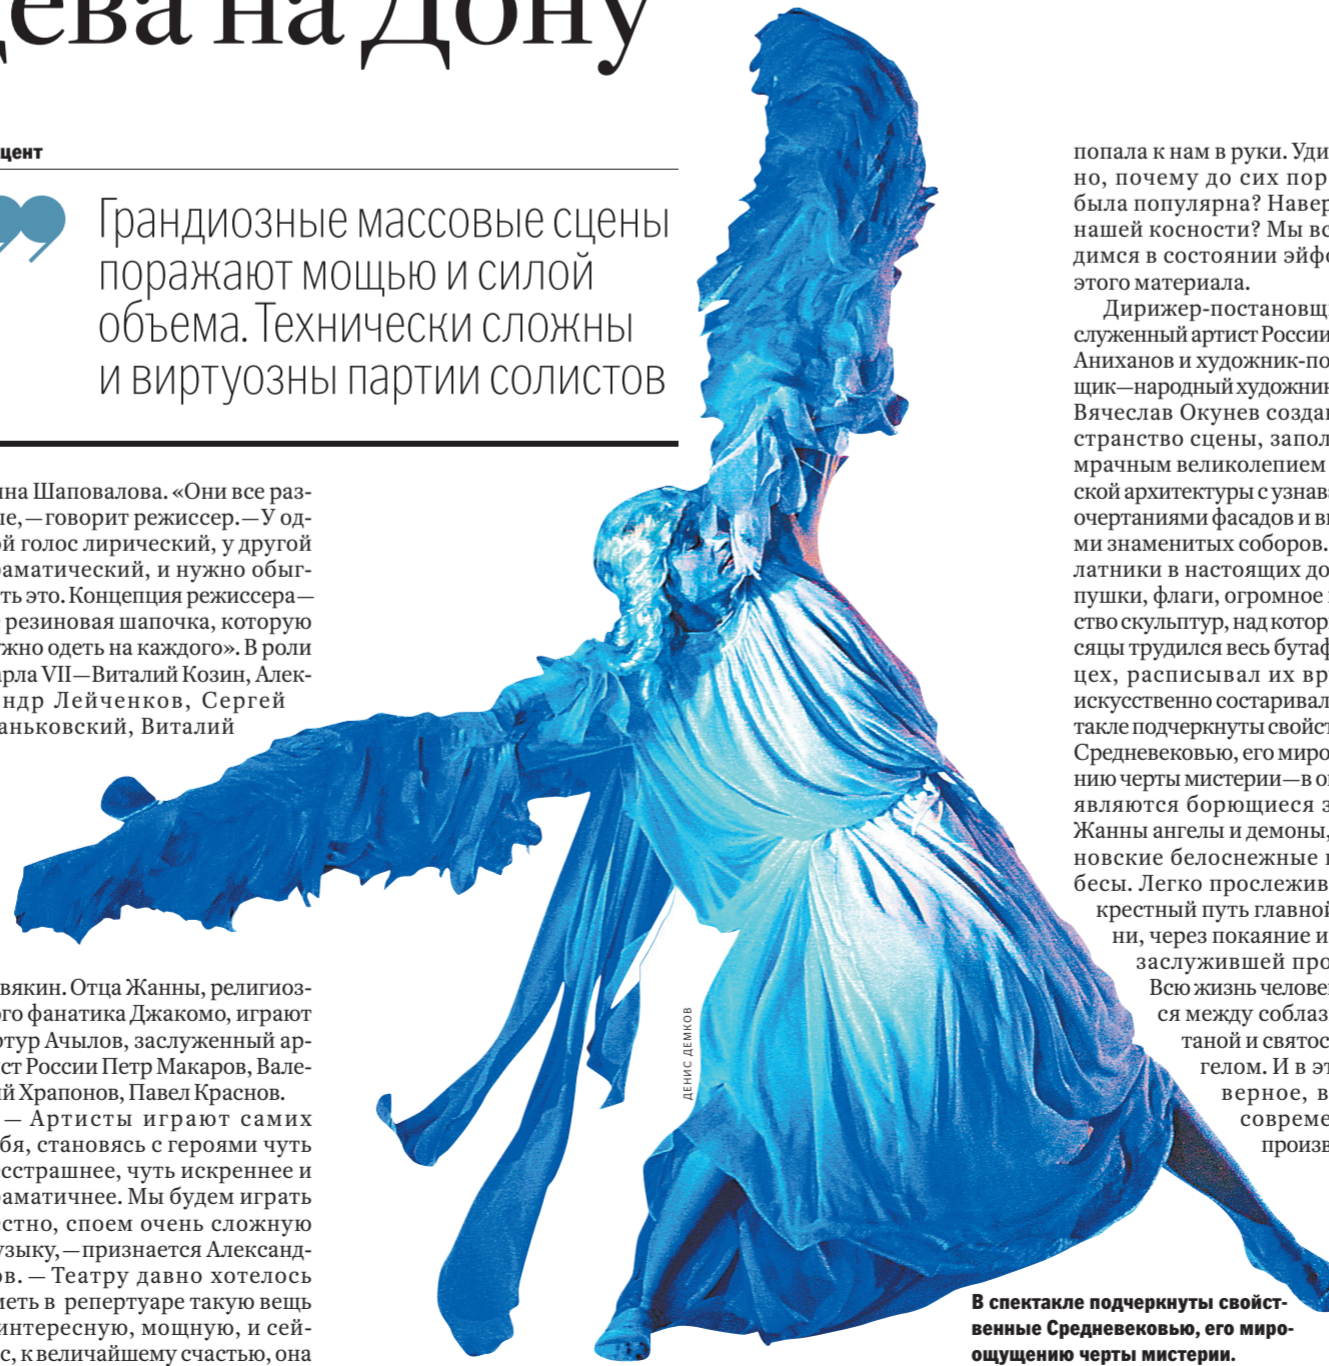 ева на Дону
цент
Грандиозные массовые сцены
поражают мощью и силой
объема. Технически сложны
и виртуозны партии солистов
на Шаповалова. «Они все раз-
е, — говорит режиссер. — У од-
й голос лирический, у другой
аматический, и нужно обыг-
ть это. Концепция режиссера —
резиновая шапочка, которую
жно одеть на каждого». В роли
рла VII — Виталий Козин, Алек-
ндр Лейченков, Сергей
аньковский, Виталий
вякин. Отца Жанны, религиоз-
го фанатика Джакомо, играют
ртур Ачылов, заслуженный ар-
ст России Петр Макаров, Вале-
й Храпонов, Павел Краснов.
— Артисты играют самих
бя, становясь с героями чуть
сстрашнее, чуть искреннее и
аматичнее. Мы будем играть
стно, споем очень сложную
узыку, — признается Александ-
ов. — Театру давно хотелось
меть в репертуаре такую вещь
интересную, мощную, и сей-
с, к величайшему счастью, она
попала к нам в руки. Уди
но, почему до сих пор
была популярна? Навер
нашей косности? Мы вс
димся в состоянии эйфо
этого материала.
Дирижер-постановщ
служенный артист России
Аниханов и художник-по
щик — народный художник
Вячеслав Окунев созда
странство сцены, запол
мрачным великолепием
ской архитектуры с узнав
очертаниями фасадов и в
ми знаменитых соборов.
латники в настоящих до
пушки, флаги, огромное
ство скульптур, над котор
сяцы трудился весь бутаф
цех, расписывал их вр
искусственно состаривал
такле подчеркнуты свойст
Средневековью, его миро
нию черты мистерии — в о
являются борющиеся з
Жанны ангелы и демоны,
новские белоснежные
бесы. Легко прослежив
крестный путь главной
ни, через покаяние и
заслужившей про
Всю жизнь челове
ся между соблаз
таной и святос
гелом. И в эт
верное, в
совреме
произв
ДЕНИС ДЕМКОВ
В спектакле подчеркнуты свойст-
венные Средневековью, его миро-
ощущению черты мистерии.